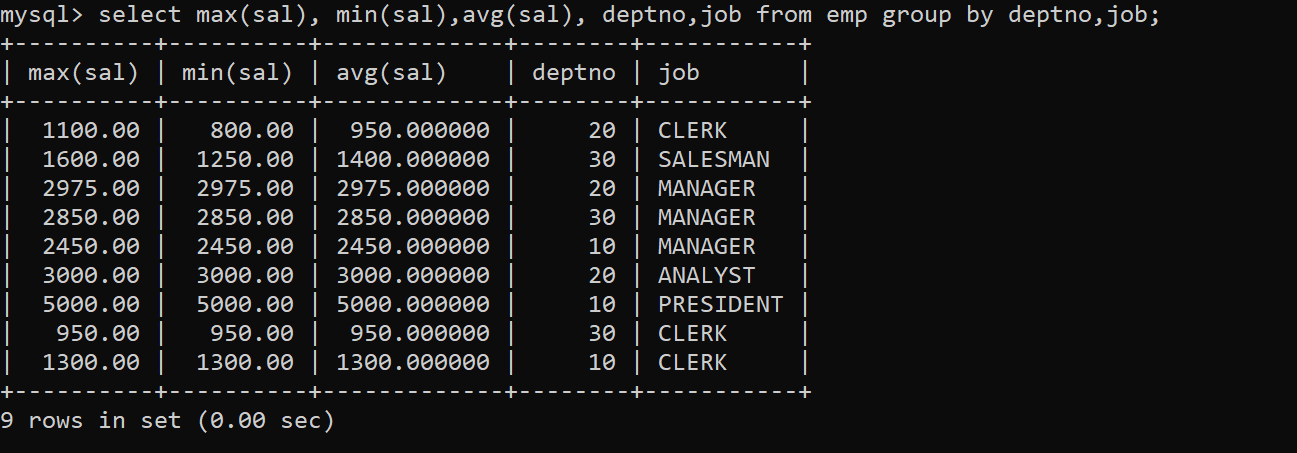 mysql> select max(sal), min(sal),avg(sal), deptno,job from emp group by deptno,job;
+----------+----------+-------------+--------+-----------+
| max(sal) | min(sal) | avg(sal)    | deptno | job       |
+----------+----------+-------------+--------+-----------+
|  1100.00 |   800.00 |  950.000000 |     20 | CLERK     |
|  1600.00 |  1250.00 | 1400.000000 |     30 | SALESMAN  |
|  2975.00 |  2975.00 | 2975.000000 |     20 | MANAGER   |
|  2850.00 |  2850.00 | 2850.000000 |     30 | MANAGER   |
|  2450.00 |  2450.00 | 2450.000000 |     10 | MANAGER   |
|  3000.00 |  3000.00 | 3000.000000 |     20 | ANALYST   |
|  5000.00 |  5000.00 | 5000.000000 |     10 | PRESIDENT |
|   950.00 |   950.00 |  950.000000 |     30 | CLERK     |
|  1300.00 |  1300.00 | 1300.000000 |     10 | CLERK     |
+----------+----------+-------------+--------+-----------+
9 rows in set (0.00 sec)